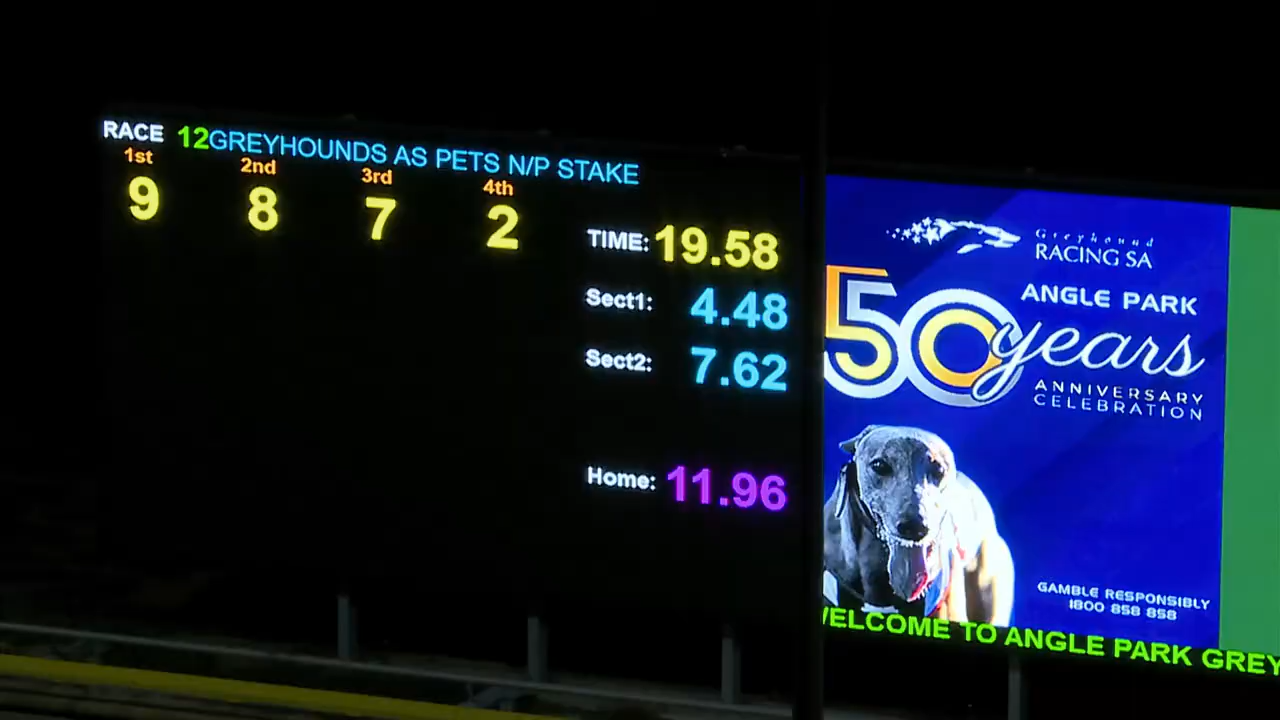 RACE 12GREYHOUNDS AS PETS N/P STAKE
1st 2nd 3rd 4th
9 8 7 2
TIME: 19.58
Sect1: 4.48
Sect2: 7.62
Home: 11.96
Greyhound
RACING SA
ANGLE PARK
50 years
ANNIVERSARY
CELEBRATION
GAMBLE RESPONSIBLY
1800 858 858
WELCOME TO ANGLE PARK GREY